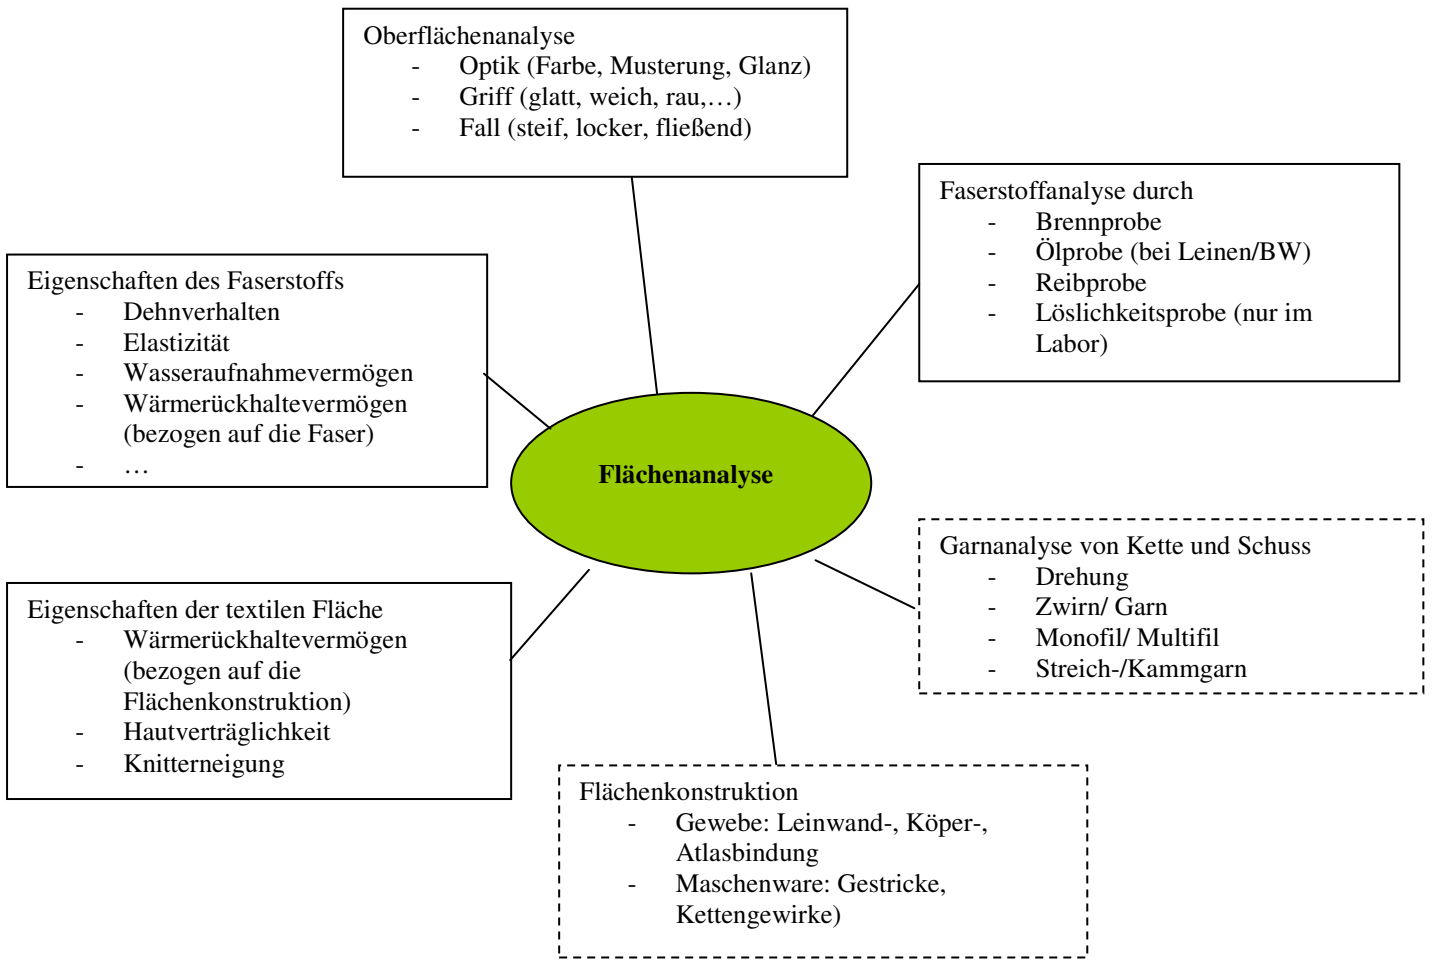 Oberflächenanalyse
- Optik (Farbe, Musterung, Glanz)
- Griff (glatt, weich, rau,…)
- Fall (steif, locker, fließend)
Faserstoffanalyse durch
- Brennprobe
- Ölprobe (bei Leinen/BW)
- Reibprobe
- Löslichkeitsprobe (nur im
Labor)
Eigenschaften des Faserstoffs
- Dehnverhalten
- Elastizität
- Wasseraufnahmevermögen
- Wärmerückhaltevermögen
(bezogen auf die Faser)
- …
Flächenanalyse
Garnanalyse von Kette und Schuss
- Drehung
- Zwirn/ Garn
- Monofil/ Multifil
- Streich-/Kammgarn
Eigenschaften der textilen Fläche
- Wärmerückhaltevermögen
(bezogen auf die
Flächenkonstruktion)
- Hautverträglichkeit
- Knitterneigung
Flächenkonstruktion
- Gewebe: Leinwand-, Köper-,
Atlasbindung
- Maschenware: Gestricke,
Kettengewirke)